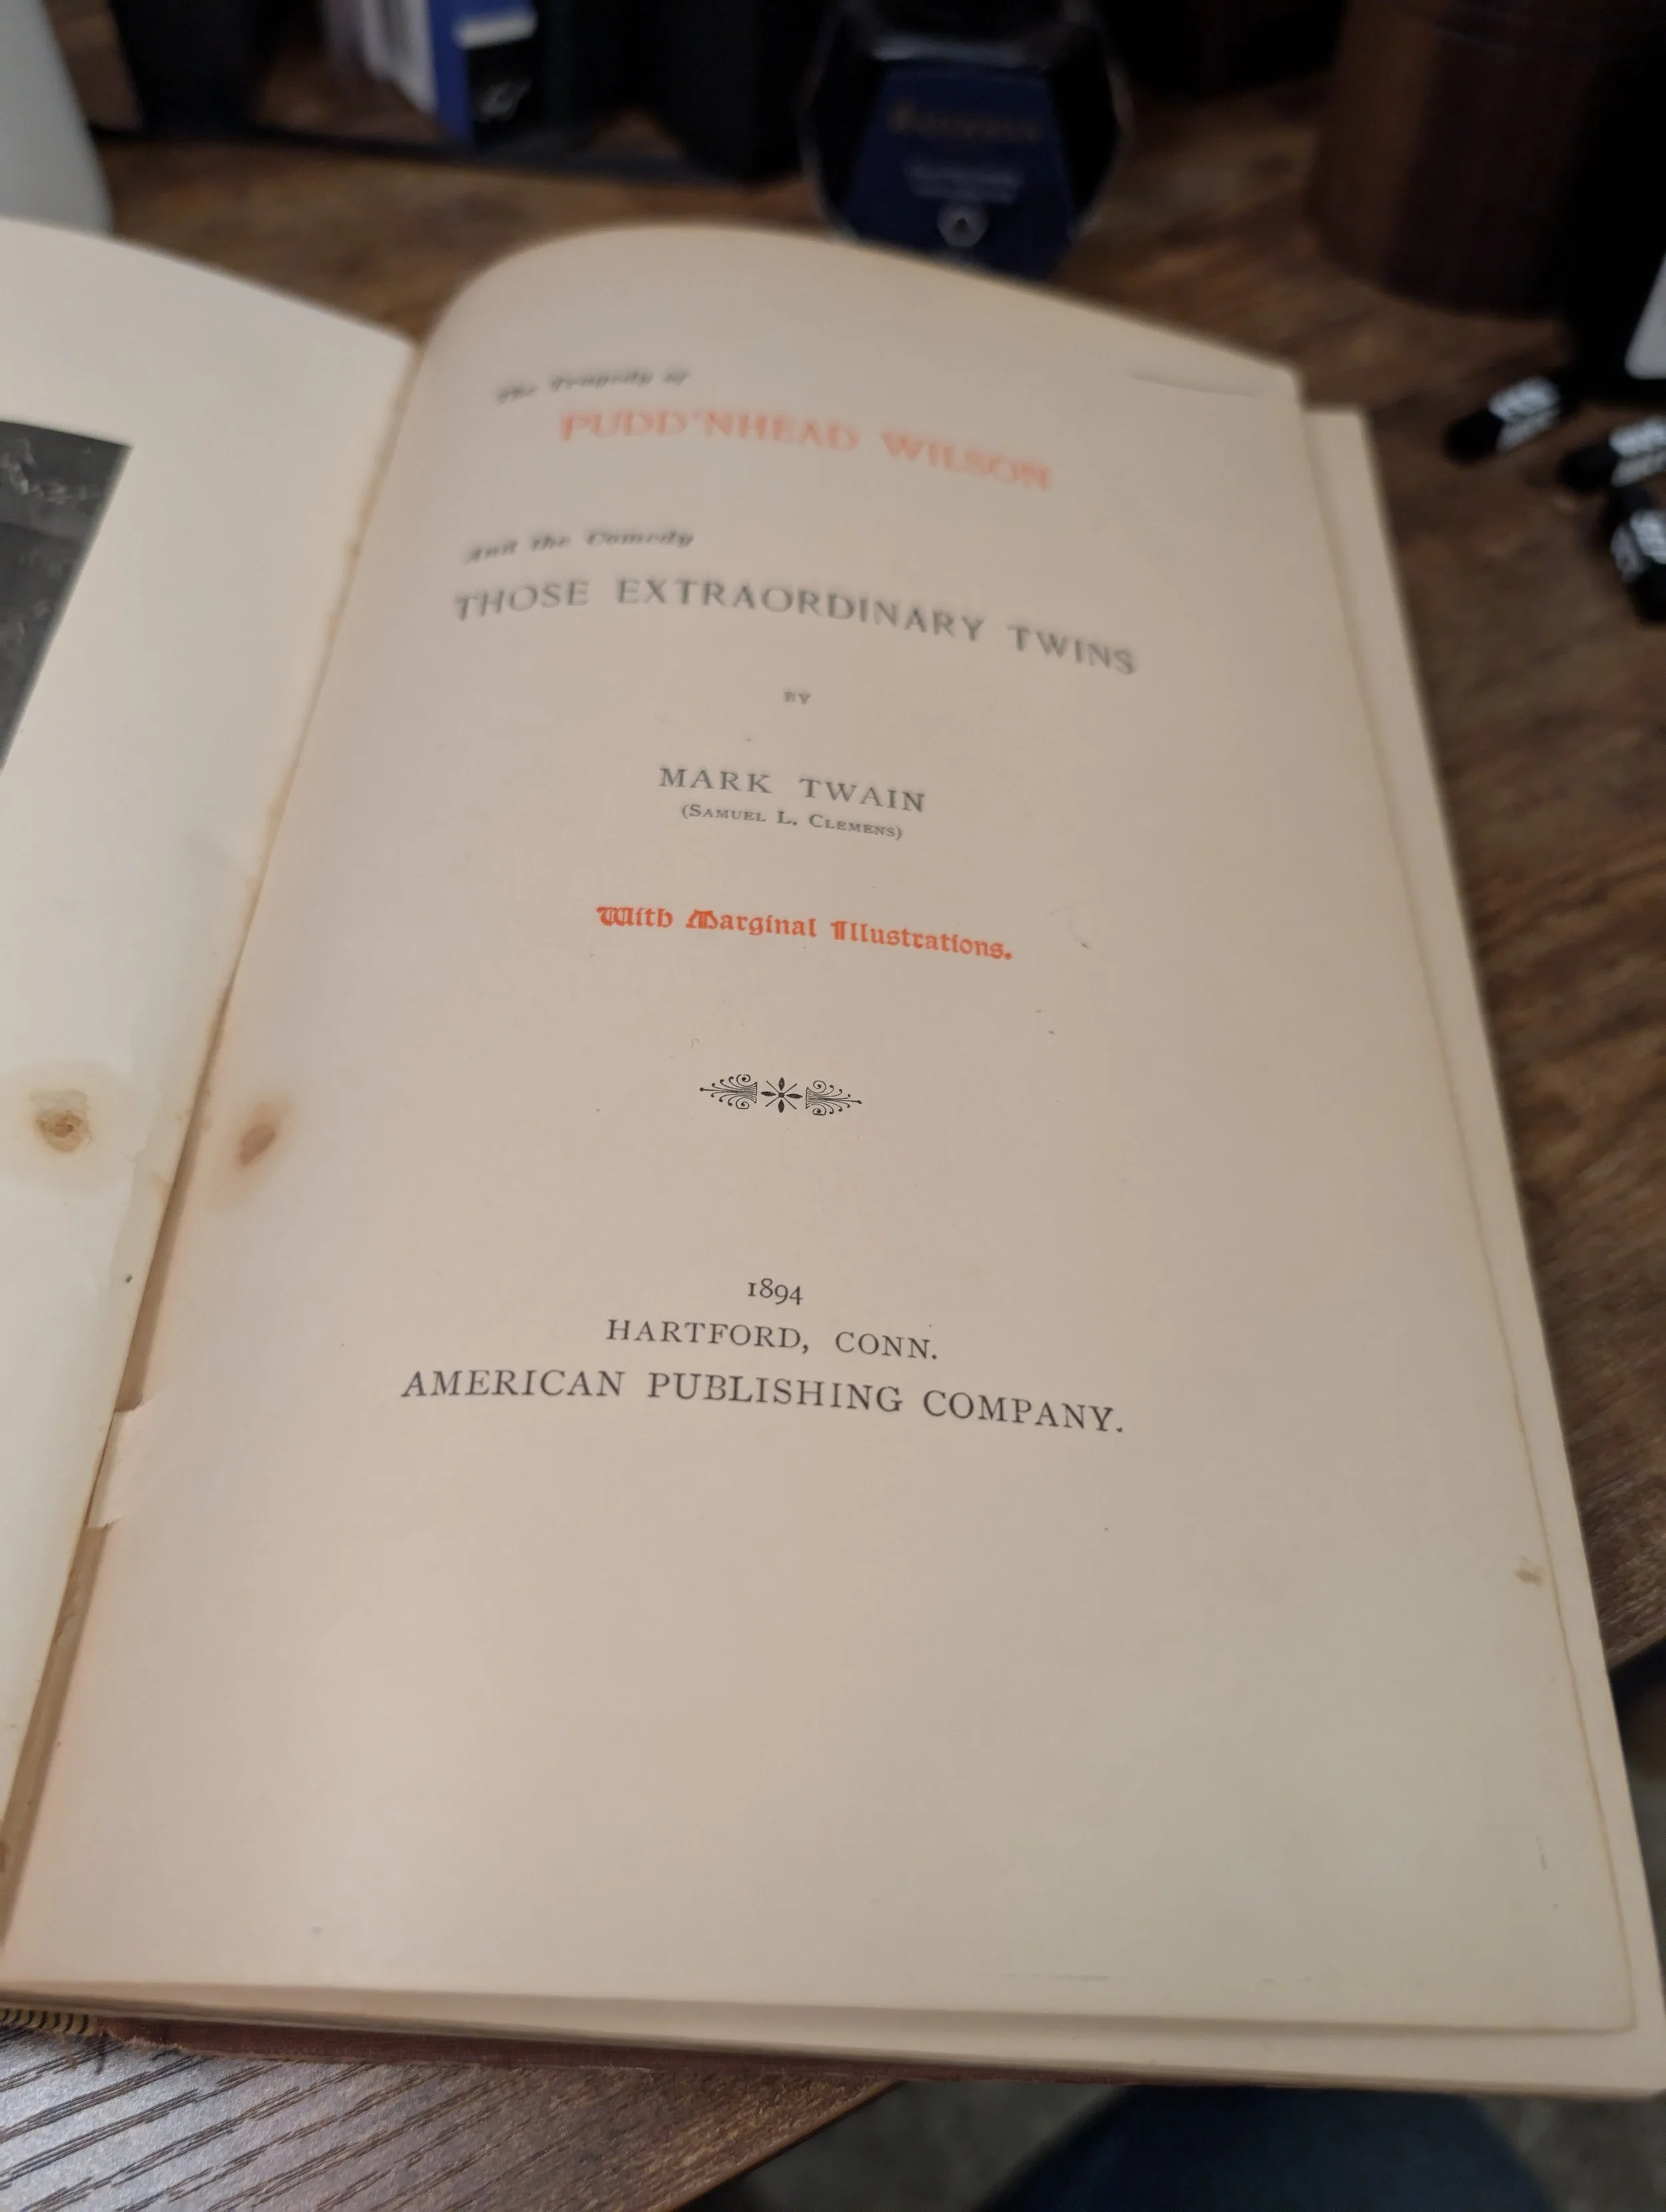 The Tragedy of
PUDD'NHEAD WILSON
And the Comedy
THOSE EXTRAORDINARY TWINS
BY
MARK TWAIN
(SAMUEL L. CLEMENS)
With Marginal Illustrations.
1894
HARTFORD, CONN.
AMERICAN PUBLISHING COMPANY.